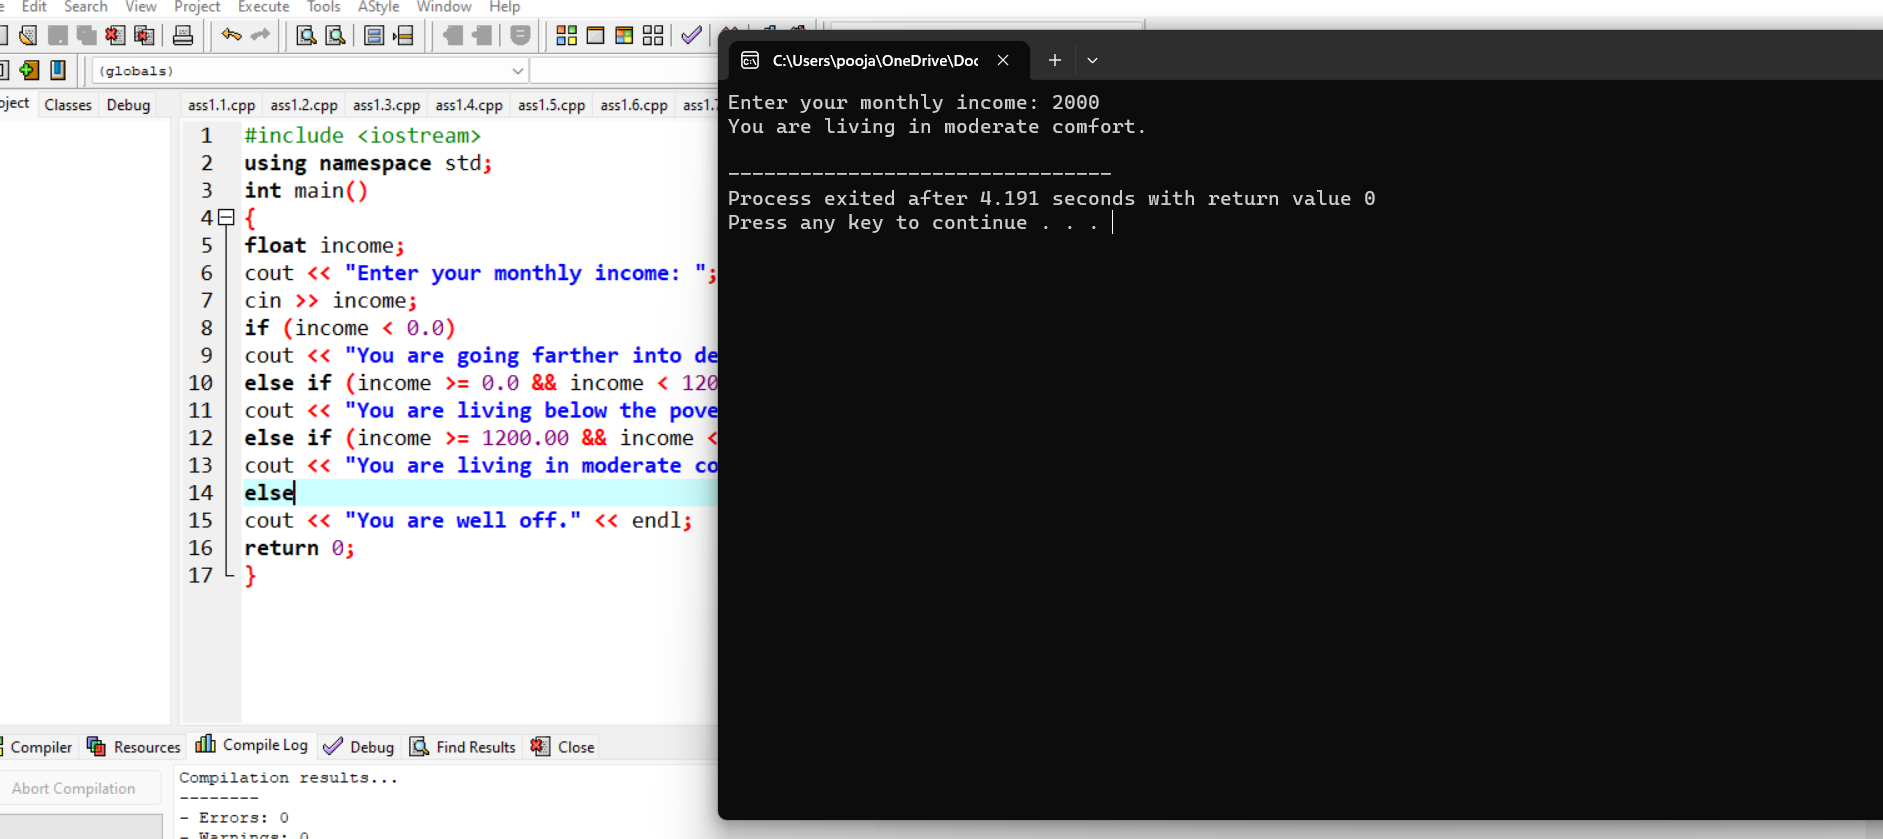 Edit Search View Project Execute Tools AStyle Window Help
(globals)
Classes Debug
ass1.1.cpp ass1.2.cpp ass1.3.cpp ass1.4.cpp ass1.5.cpp ass1.6.cpp ass1.7
1 #include <iostream>
2 using namespace std;
3 int main()
4 {
5 float income;
6 cout << "Enter your monthly income: ";
7 cin >> income;
8 if (income < 0.0)
9 cout << "You are going farther into de
10 else if (income >= 0.0 && income < 120
11 cout << "You are living below the pove
12 else if (income >= 1200.00 && income <
13 cout << "You are living in moderate co
14 else
15 cout << "You are well off." << endl;
16 return 0;
17 }
Compiler Resources Compile Log Debug Find Results Close
Abort Compilation
Compilation results...
--------
- Errors: 0
- Warnings: 0
C:\Users\pooja\OneDrive\Doc
Enter your monthly income: 2000
You are living in moderate comfort.
--------------------------------
Process exited after 4.191 seconds with return value 0
Press any key to continue . . .